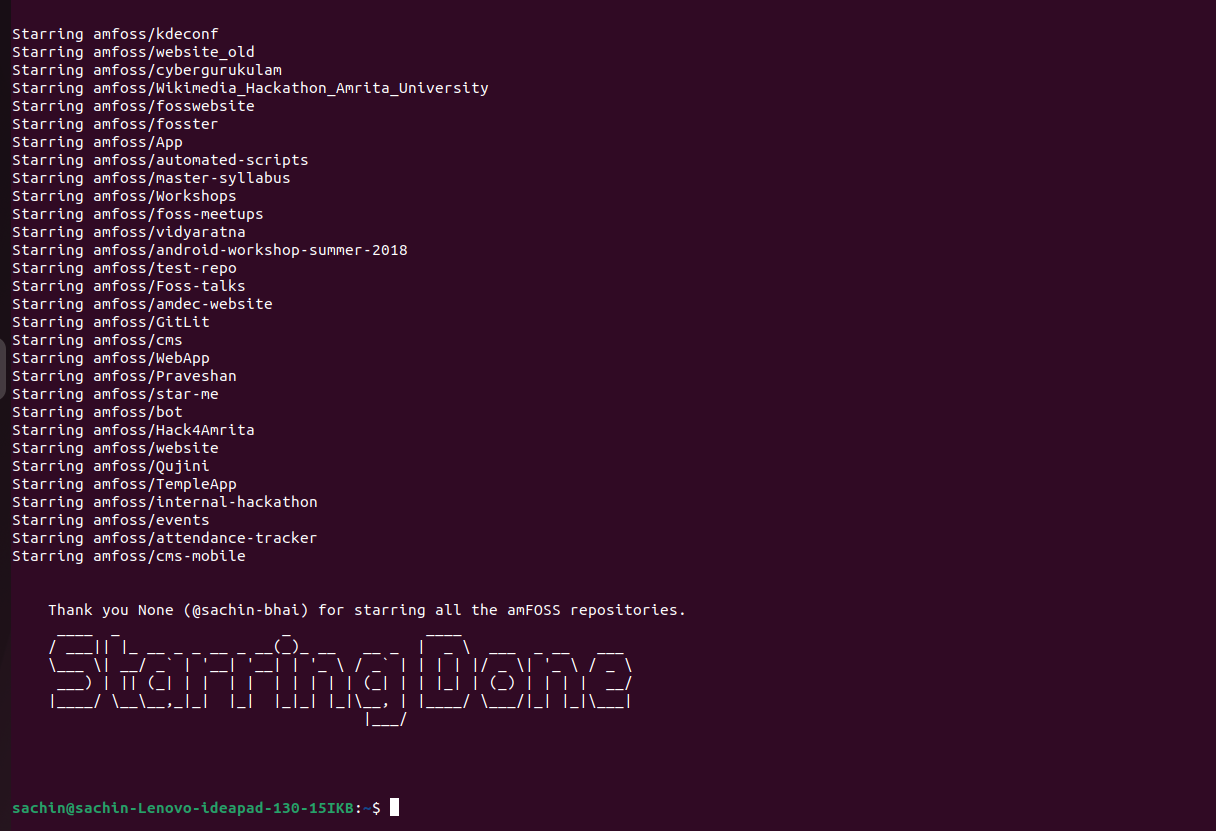 Starring amfoss/kdeconf
Starring amfoss/website_old
Starring amfoss/cybergurukulam
Starring amfoss/Wikimedia_Hackathon_Amrita_University
Starring amfoss/fosswebsite
Starring amfoss/fosster
Starring amfoss/App
Starring amfoss/automated-scripts
Starring amfoss/master-syllabus
Starring amfoss/Workshops
Starring amfoss/foss-meetups
Starring amfoss/vidyaratna
Starring amfoss/android-workshop-summer-2018
Starring amfoss/test-repo
Starring amfoss/Foss-talks
Starring amfoss/amdec-website
Starring amfoss/GitLit
Starring amfoss/cms
Starring amfoss/WebApp
Starring amfoss/Praveshan
Starring amfoss/star-me
Starring amfoss/bot
Starring amfoss/Hack4Amrita
Starring amfoss/website
Starring amfoss/Qujini
Starring amfoss/TempleApp
Starring amfoss/internal-hackathon
Starring amfoss/events
Starring amfoss/attendance-tracker
Starring amfoss/cms-mobile
Thank you None (@sachin-bhai) for starring all the amFOSS repositories.
Starring Done
sachin@sachin-Lenovo-ideapad-130-15IKB:~$